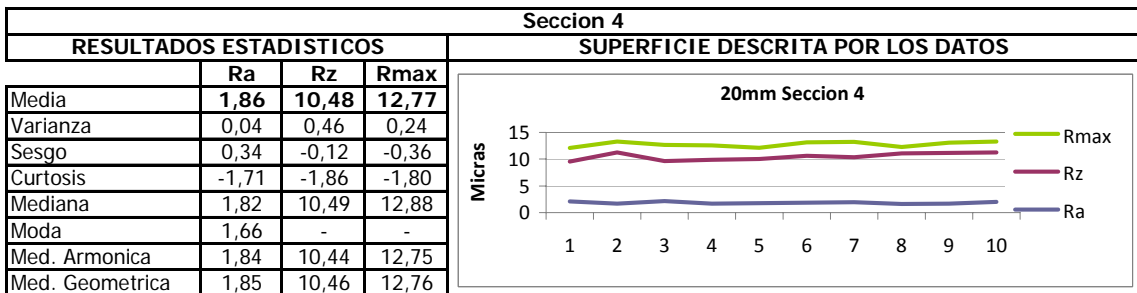 Seccion 4
RESULTADOS ESTADISTICOS SUPERFICIE DESCRITA POR LOS DATOS
Ra Rz Rmax
Media 1,86 10,48 12,77
Varianza 0,04 0,46 0,24
Sesgo 0,34 -0,12 -0,36
Curtosis -1,71 -1,86 -1,80
Mediana 1,82 10,49 12,88
Moda 1,66 - -
Med. Armonica 1,84 10,44 12,75
Med. Geometrica 1,85 10,46 12,76
20mm Seccion 4
Micras
15
10
5
0
1 2 3 4 5 6 7 8 9 10
Rmax
Rz
Ra